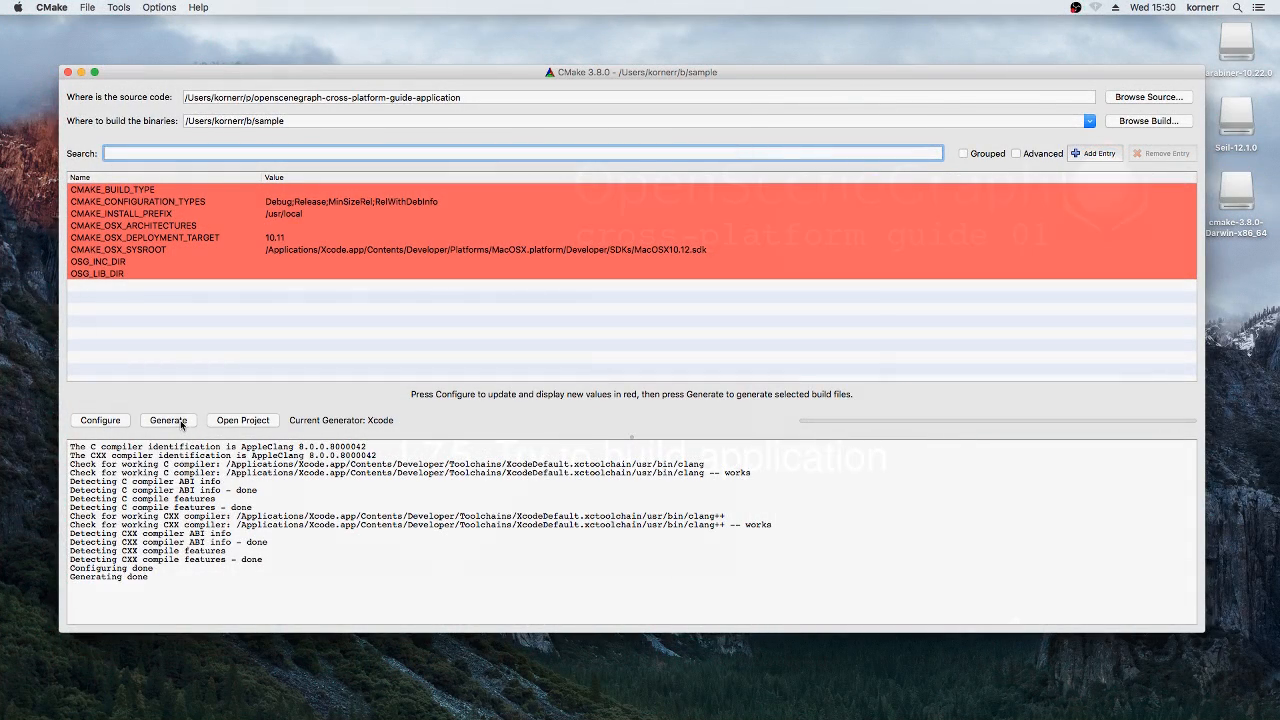 CMake File Tools Options Help
Wed 15:30 kornerr
CMake 3.8.0 - /Users/kornerr/b/sample
Where is the source code: /Users/kornerr/p/openscenegraph-cross-platform-guide-application Browse Source...
Where to build the binaries: /Users/kornerr/b/sample Browse Build...
Search: Grouped Advanced Add Entry Remove Entry
Name Value
CMAKE_BUILD_TYPE
CMAKE_CONFIGURATION_TYPES Debug;Release;MinSizeRel;RelWithDebInfo
CMAKE_INSTALL_PREFIX /usr/local
CMAKE_OSX_ARCHITECTURES
CMAKE_OSX_DEPLOYMENT_TARGET 10.11
CMAKE_OSX_SYSROOT /Applications/Xcode.app/Contents/Developer/Platforms/MacOSX.platform/Developer/SDKs/MacOSX10.12.sdk
OSG_INC_DIR
OSG_LIB_DIR
OpenSceneGraph
cross-platform guide 01
Press Configure to update and display new values in red, then press Generate to generate selected build files.
Configure Generate Open Project Current Generator: Xcode
1.75. Try to build application
The C compiler identification is AppleClang 8.0.0.8000042
The CXX compiler identification is AppleClang 8.0.0.8000042
Check for working C compiler: /Applications/Xcode.app/Contents/Developer/Toolchains/XcodeDefault.xctoolchain/usr/bin/clang
Check for working C compiler: /Applications/Xcode.app/Contents/Developer/Toolchains/XcodeDefault.xctoolchain/usr/bin/clang -- works
Detecting C compiler ABI info
Detecting C compiler ABI info - done
Detecting C compile features
Detecting C compile features - done
Check for working CXX compiler: /Applications/Xcode.app/Contents/Developer/Toolchains/XcodeDefault.xctoolchain/usr/bin/clang++
Check for working CXX compiler: /Applications/Xcode.app/Contents/Developer/Toolchains/XcodeDefault.xctoolchain/usr/bin/clang++ -- works
Detecting CXX compiler ABI info
Detecting CXX compiler ABI info - done
Detecting CXX compile features
Detecting CXX compile features - done
Configuring done
Generating done
arabiner-10.22.0
Seil-12.1.0
cmake-3.8.0-
Darwin-x86_64